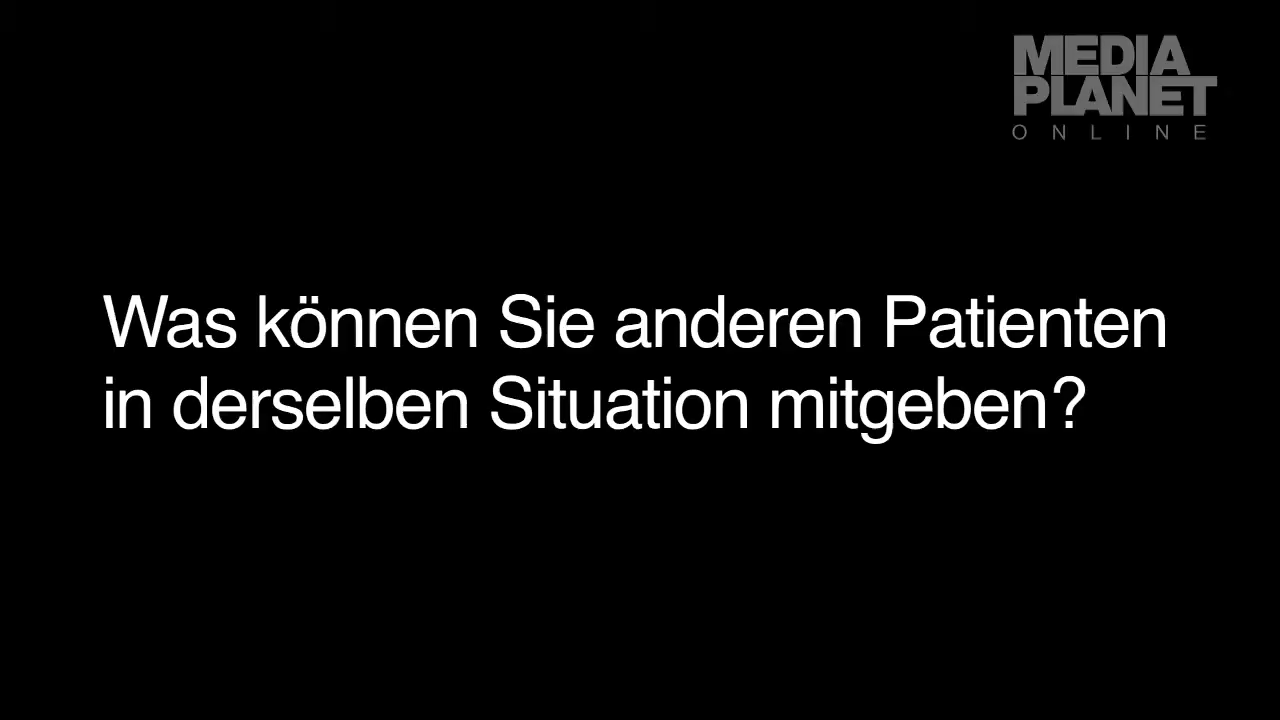 MEDIA
PLANET
ONLINE
Was können Sie anderen Patienten
in derselben Situation mitgeben?